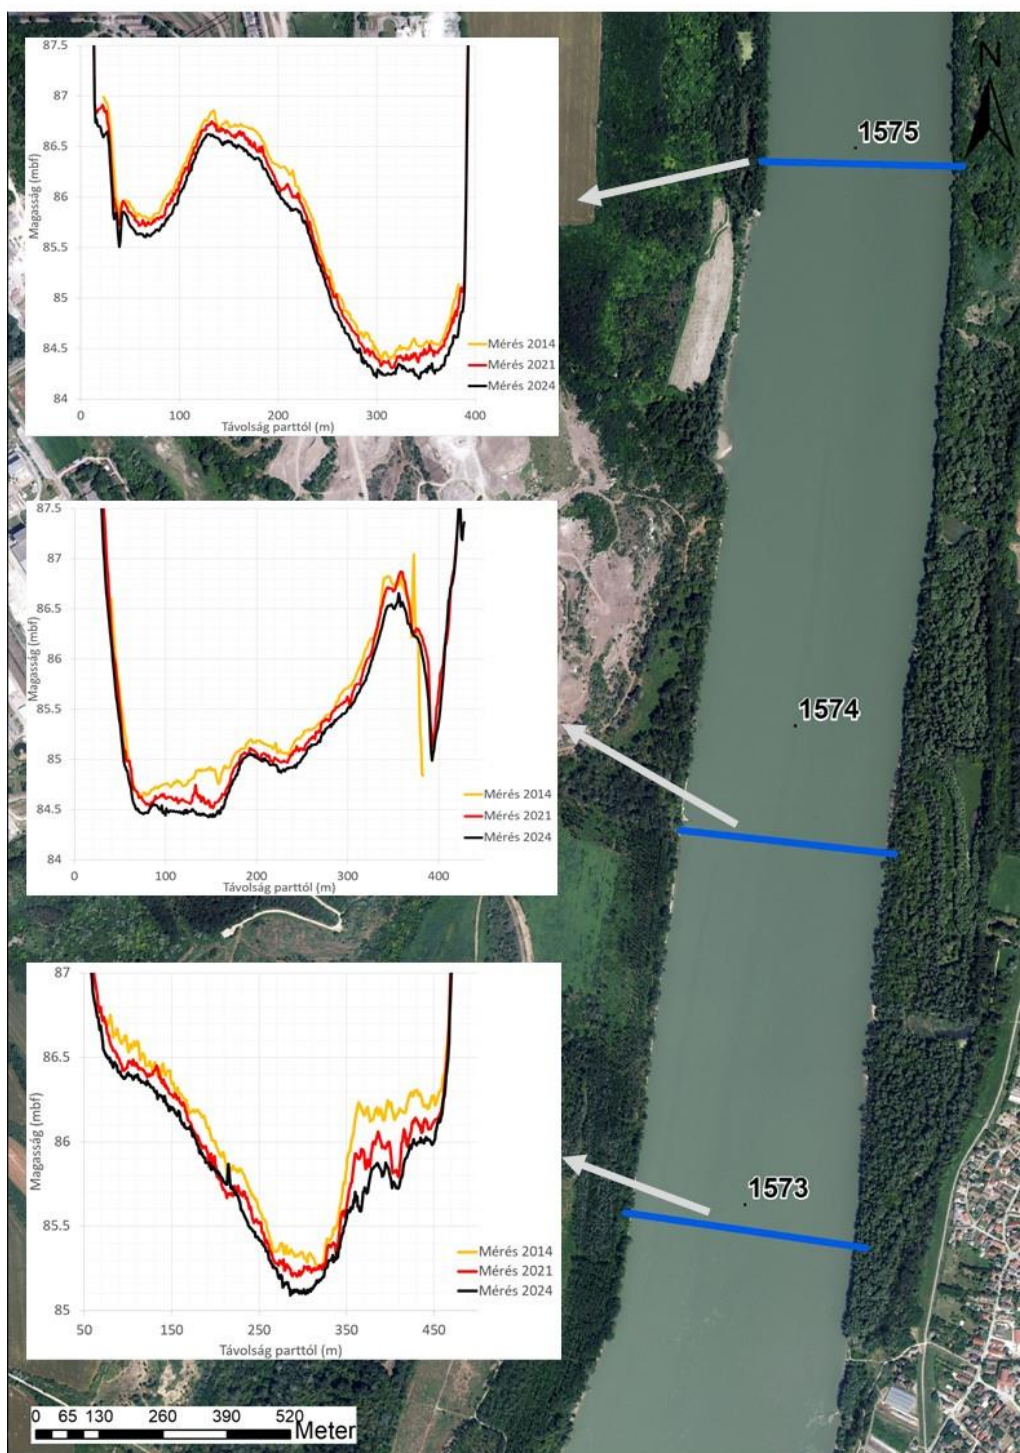 N
1575
87.5
87
86.5
86
85.5
85
84.5
84
Magasság (mbf)
0 100 200 300 400
Távolság parttól (m)
Mérés 2014
Mérés 2021
Mérés 2024
1574
87.5
87
86.5
86
85.5
85
84.5
84
Magasság (mbf)
0 100 200 300 400
Távolság parttól (m)
Mérés 2014
Mérés 2021
Mérés 2024
1573
87
86.5
86
85.5
85
Magasság (mbf)
50 150 250 350 450
Távolság parttól (m)
Mérés 2014
Mérés 2021
Mérés 2024
0 65 130 260 390 520
Meter